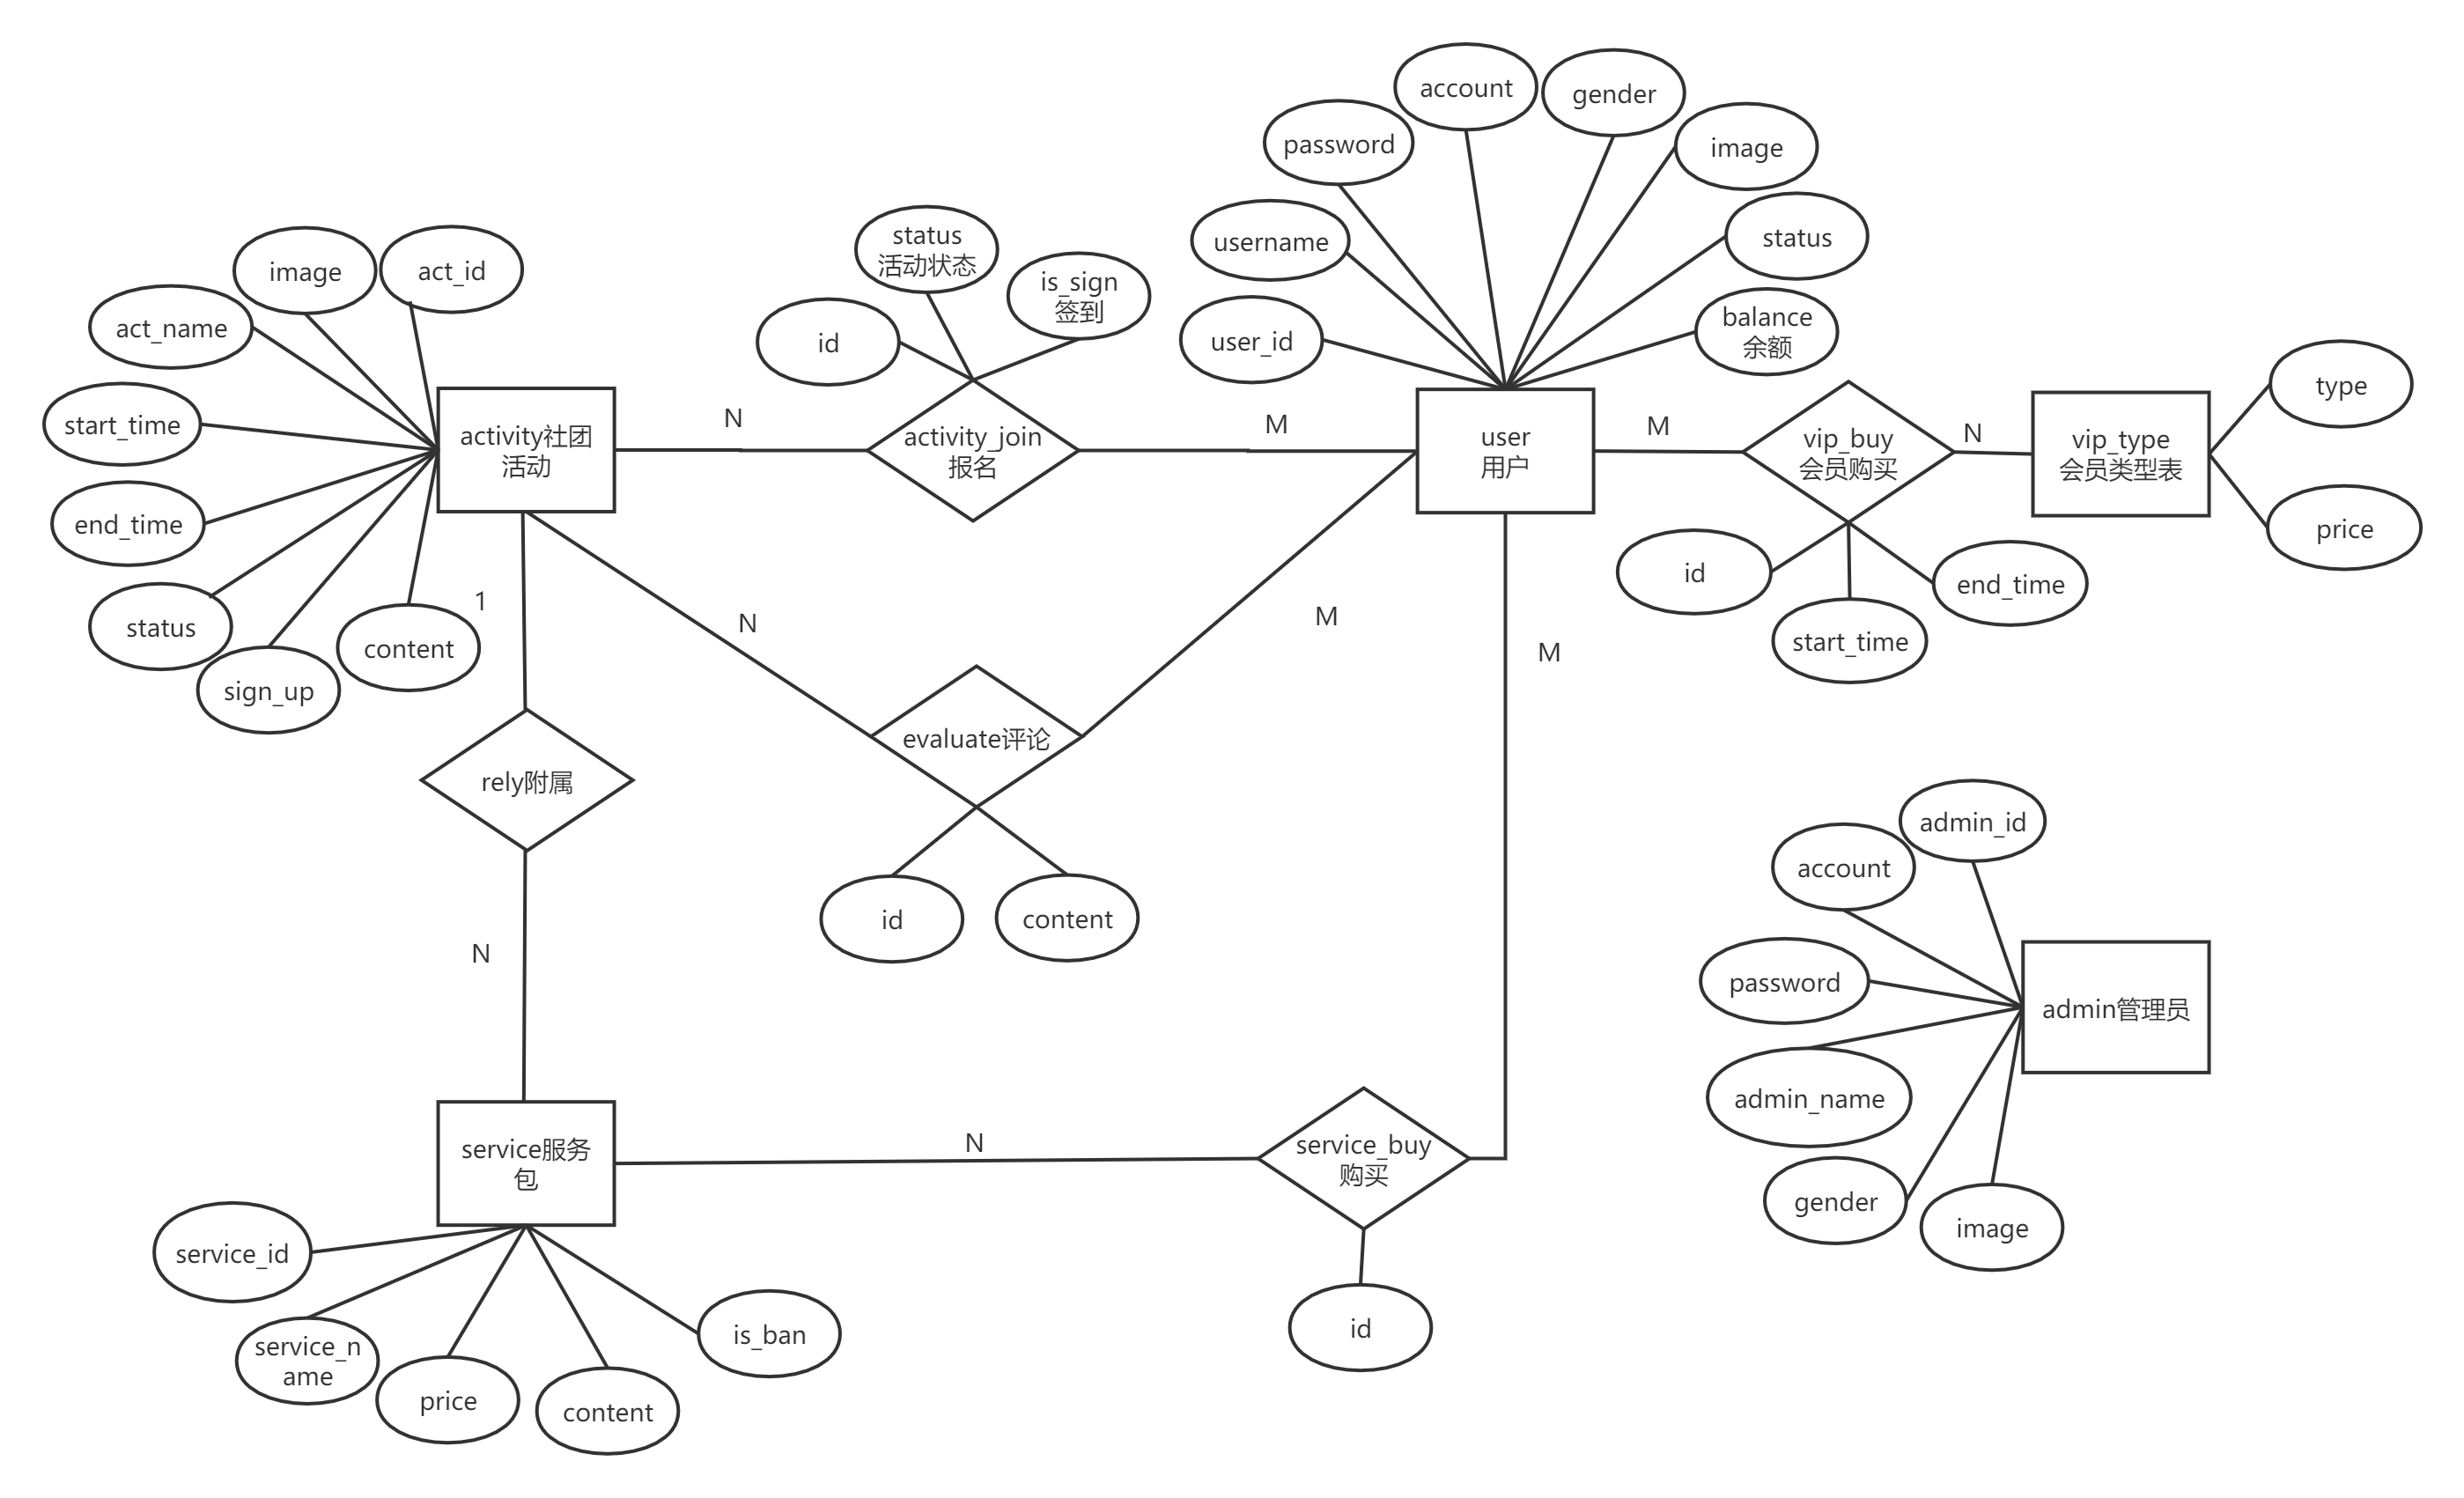 account
gender
password
image
status
活动状态
username
status
image
act_id
is_sign
签到
balance
余额
act_name
id
user_id
type
start_time
N
M
M
N
activity社团
活动
activity_join
报名
user
用户
vip_buy
会员购买
vip_type
会员类型表
end_time
price
id
end_time
1
N
M
status
content
start_time
M
sign_up
evaluate评论
rely附属
admin_id
account
id
content
N
password
admin管理员
admin_name
N
service服务
包
service_buy
购买
gender
image
service_id
id
is_ban
service_n
ame
price
content